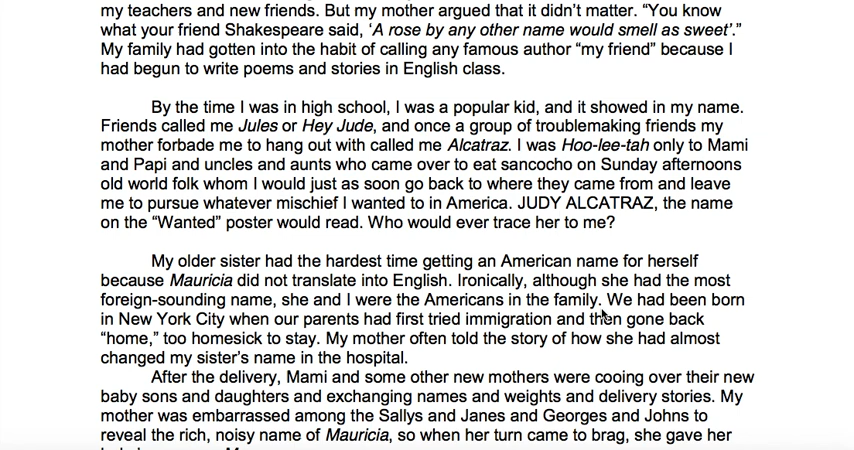 my teachers and new friends. But my mother argued that it didn’t matter. “You know
what your friend Shakespeare said, ‘A rose by any other name would smell as sweet’.”
My family had gotten into the habit of calling any famous author “my friend” because I
had begun to write poems and stories in English class.
By the time I was in high school, I was a popular kid, and it showed in my name.
Friends called me Jules or Hey Jude, and once a group of troublemaking friends my
mother forbade me to hang out with called me Alcatraz. I was Hoo-lee-tah only to Mami
and Papi and uncles and aunts who came over to eat sancocho on Sunday afternoons
old world folk whom I would just as soon go back to where they came from and leave
me to pursue whatever mischief I wanted to in America. JUDY ALCATRAZ, the name
on the “Wanted” poster would read. Who would ever trace her to me?
My older sister had the hardest time getting an American name for herself
because Mauricia did not translate into English. Ironically, although she had the most
foreign-sounding name, she and I were the Americans in the family. We had been born
in New York City when our parents had first tried immigration and then gone back
“home,” too homesick to stay. My mother often told the story of how she had almost
changed my sister’s name in the hospital.
After the delivery, Mami and some other new mothers were cooing over their new
baby sons and daughters and exchanging names and weights and delivery stories. My
mother was embarrassed among the Sallys and Janes and Georges and Johns to
reveal the rich, noisy name of Mauricia, so when her turn came to brag, she gave her